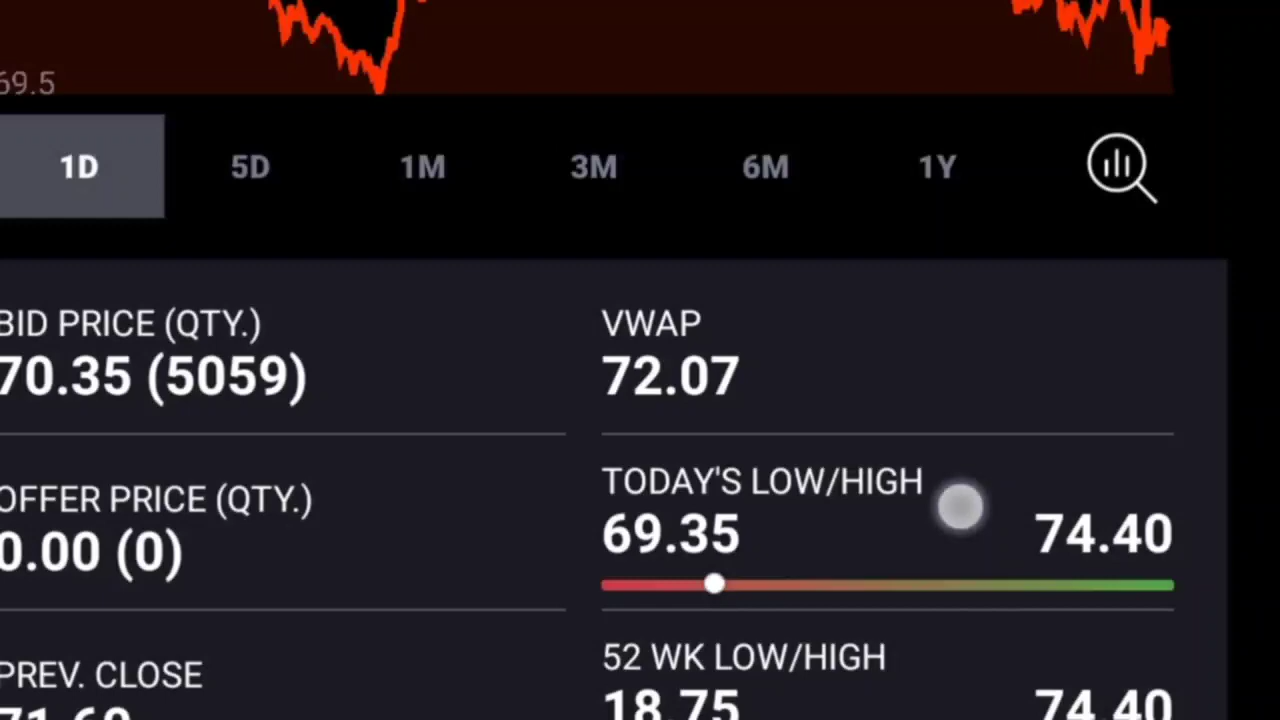 69.5
1D 5D 1M 3M 6M 1Y
BID PRICE (QTY.)
70.35 (5059)
VWAP
72.07
OFFER PRICE (QTY.)
0.00 (0)
TODAY'S LOW/HIGH
69.35 74.40
PREV. CLOSE
71.60
52 WK LOW/HIGH
18.75 74.40